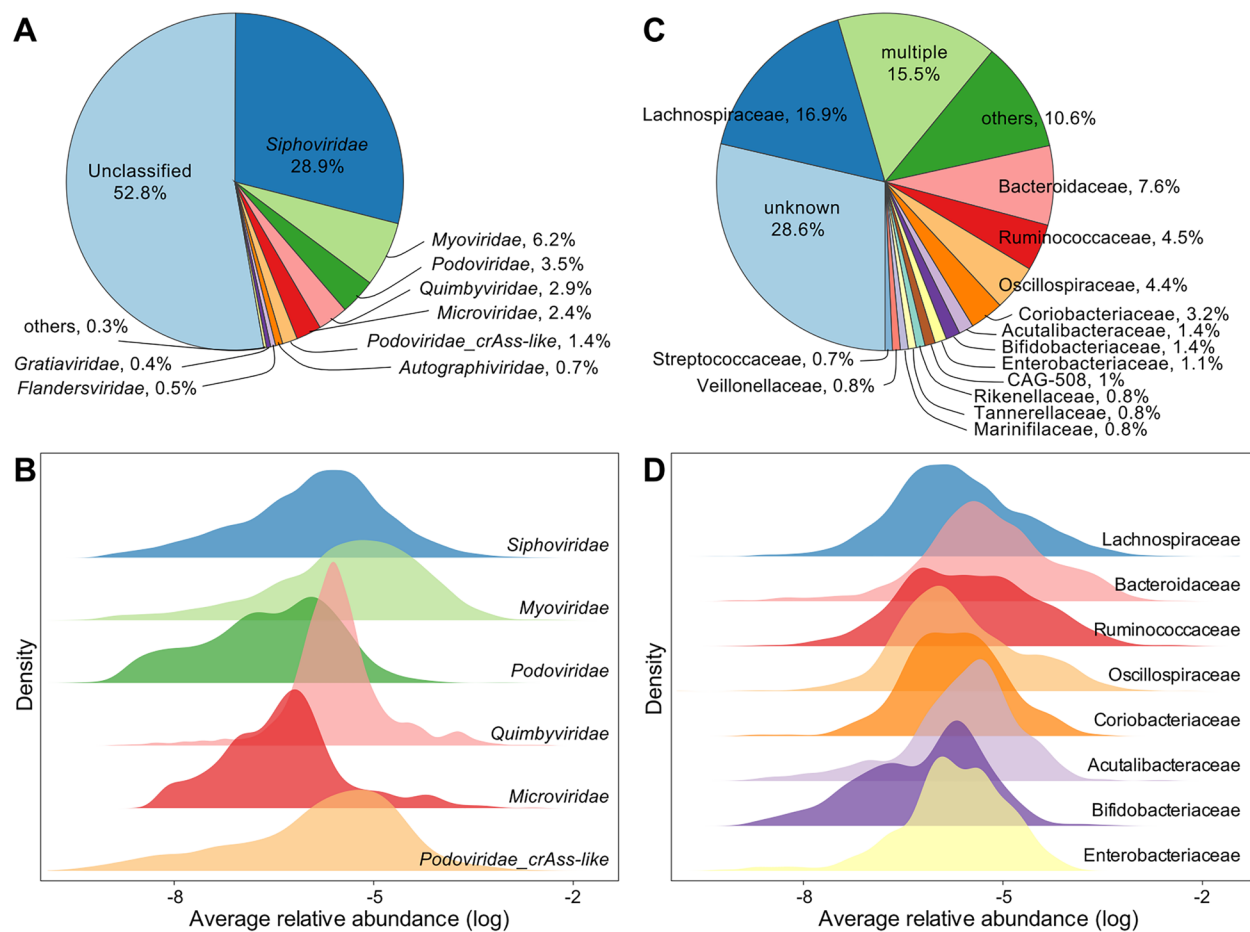 A
Unclassified
52.8%
Siphoviridae
28.9%
Myoviridae, 6.2%
Podoviridae, 3.5%
Quimbyviridae, 2.9%
Microviridae, 2.4%
Podoviridae_crAss-like, 1.4%
Autographiviridae, 0.7%
others, 0.3%
Gratiaviridae, 0.4%
Flandersviridae, 0.5%
C
multiple
15.5%
Lachnospiraceae, 16.9%
others, 10.6%
Bacteroidaceae, 7.6%
unknown
28.6%
Ruminococcaceae, 4.5%
Oscillospiraceae, 4.4%
Coriobacteriaceae, 3.2%
Acutalibacteraceae, 1.4%
Bifidobacteriaceae, 1.4%
Enterobacteriaceae, 1.1%
CAG-508, 1%
Rikenellaceae, 0.8%
Tannerellaceae, 0.8%
Marinifilaceae, 0.8%
Streptococcaceae, 0.7%
Veillonellaceae, 0.8%
B
Density
Siphoviridae
Myoviridae
Podoviridae
Quimbyviridae
Microviridae
Podoviridae_crAss-like
-8 -5 -2
Average relative abundance (log)
D
Density
Lachnospiraceae
Bacteroidaceae
Ruminococcaceae
Oscillospiraceae
Coriobacteriaceae
Acutalibacteraceae
Bifidobacteriaceae
Enterobacteriaceae
-8 -5 -2
Average relative abundance (log)